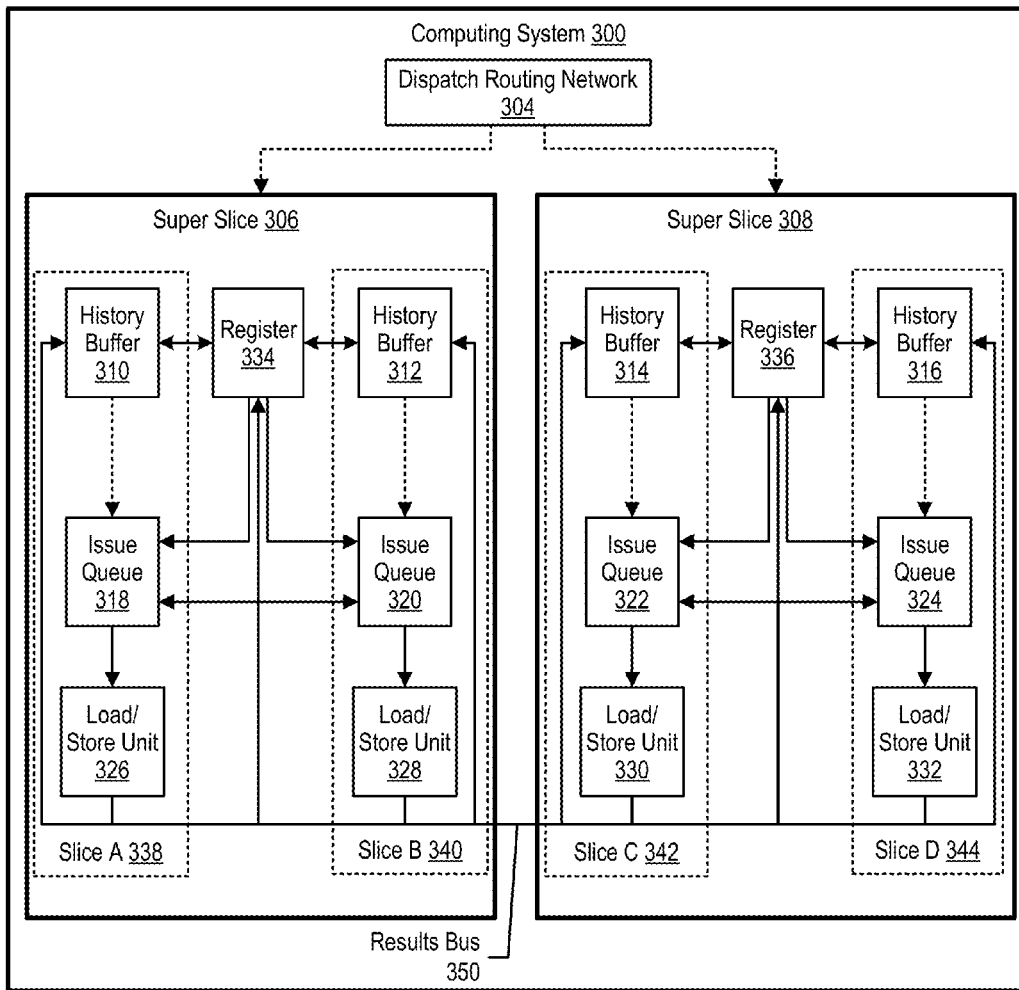 Computing System 300
Dispatch Routing Network
304
Super Slice 306
History
Buffer
310
Register
334
History
Buffer
312
Issue
Queue
318
Issue
Queue
320
Load/
Store Unit
326
Load/
Store Unit
328
Slice A 338
Slice B 340
Super Slice 308
History
Buffer
314
Register
336
History
Buffer
316
Issue
Queue
322
Issue
Queue
324
Load/
Store Unit
330
Load/
Store Unit
332
Slice C 342
Slice D 344
Results Bus
350